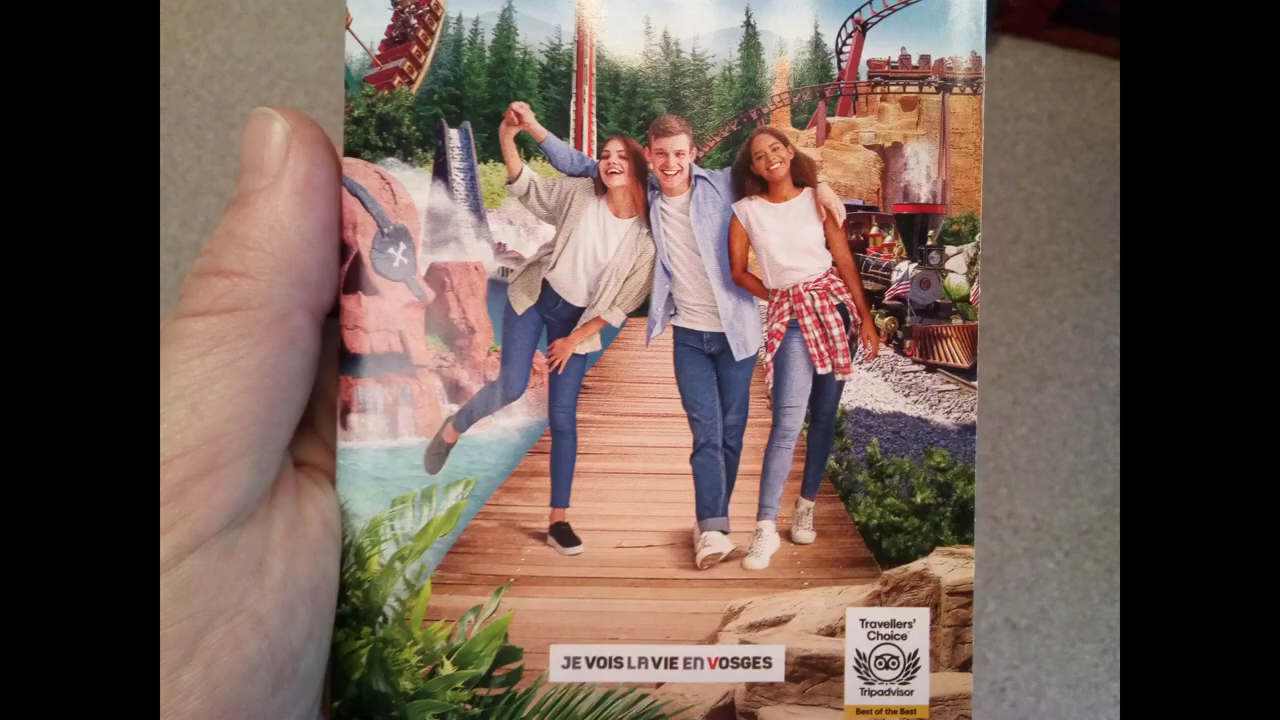 JE VOIS LA VIE EN VOSGES
Travellers'
Choice
Tripadvisor
Best of the Best